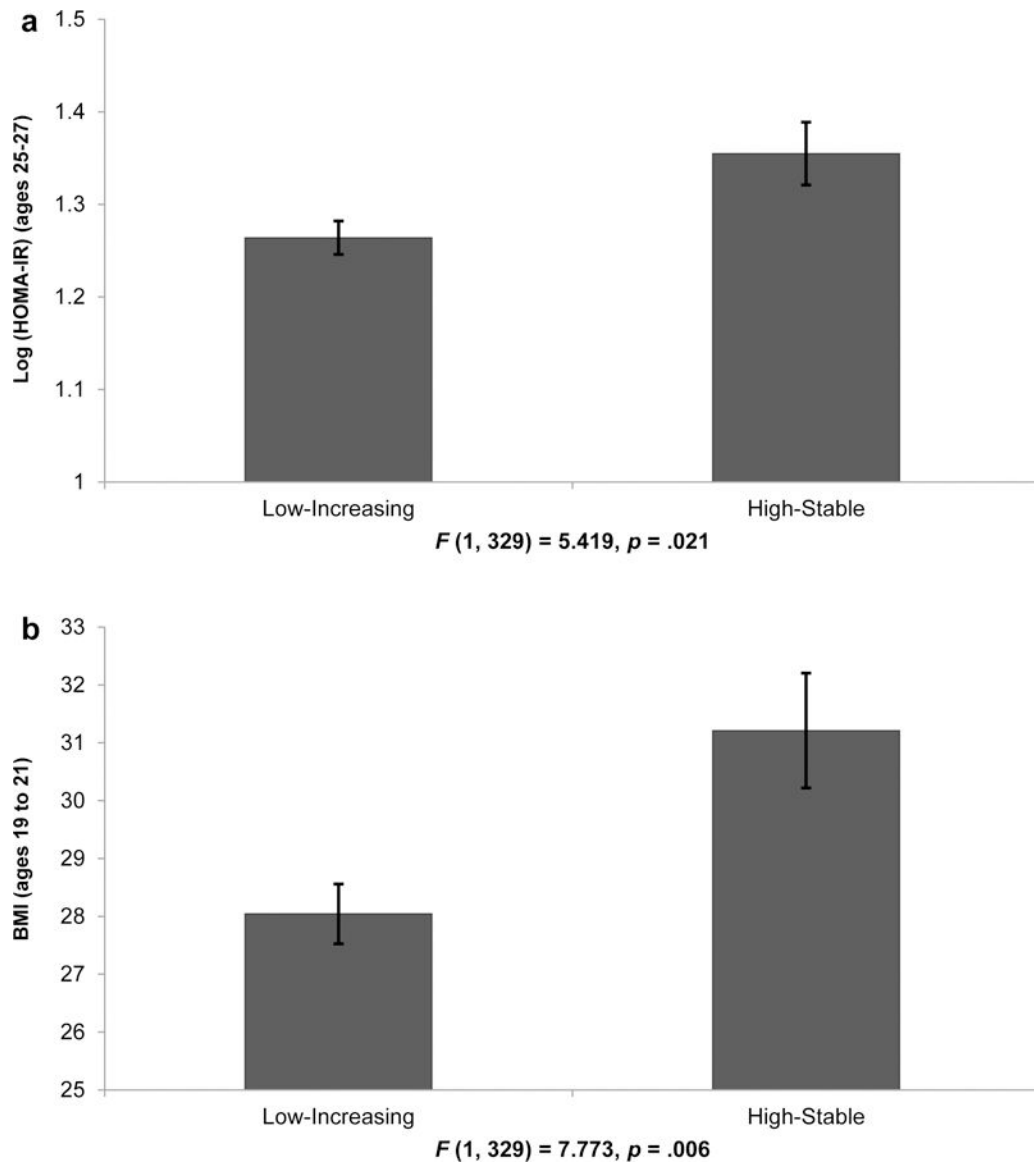 a
Log (HOMA-IR) (ages 25-27)
1.5
1.4
1.3
1.2
1.1
1
Low-Increasing High-Stable
F (1, 329) = 5.419, p = .021
b
BMI (ages 19 to 21)
33
32
31
30
29
28
27
26
25
Low-Increasing High-Stable
F (1, 329) = 7.773, p = .006